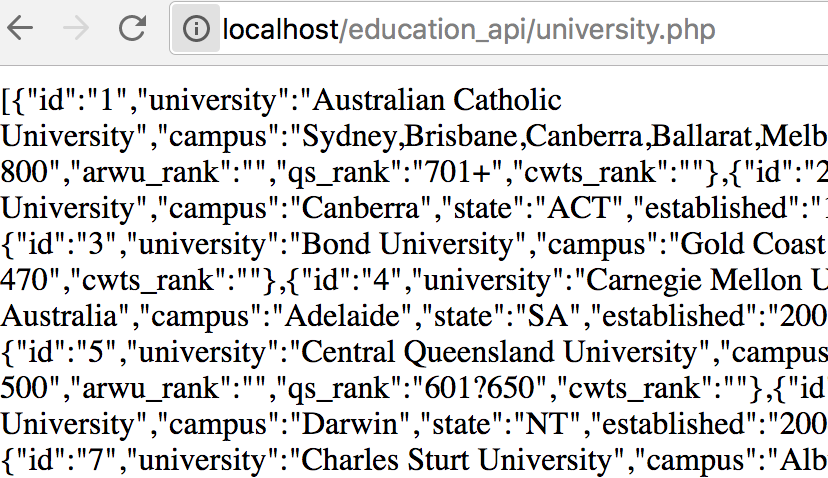 localhost/education_api/university.php
[{"id":"1","university":"Australian Catholic
University","campus":"Sydney,Brisbane,Canberra,Ballarat,Melb
800","arwu_rank":"","qs_rank":"701+","cwts_rank":""},{"id":"2
University","campus":"Canberra","state":"ACT","established":"1
{"id":"3","university":"Bond University","campus":"Gold Coast
470","cwts_rank":""},{"id":"4","university":"Carnegie Mellon U
Australia","campus":"Adelaide","state":"SA","established":"200
{"id":"5","university":"Central Queensland University","campus
500","arwu_rank":"","qs_rank":"601?650","cwts_rank":""},{"id
University","campus":"Darwin","state":"NT","established":"200
{"id":"7","university":"Charles Sturt University","campus":"Alb